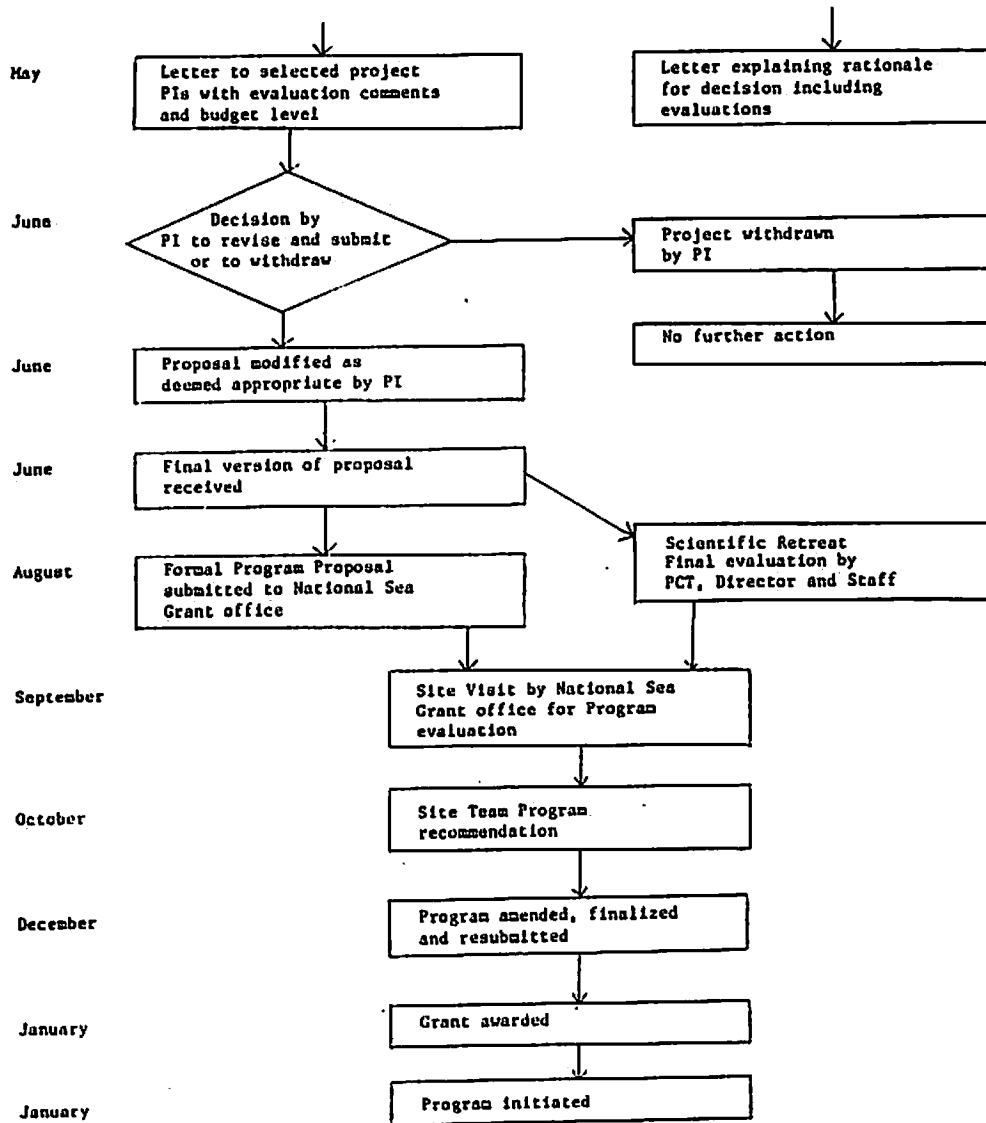 May
Letter to selected project
PIs with evaluation comments
and budget level
Letter explaining rationale
for decision including
evaluations
June
Decision by
PI to revise and submit
or to withdraw
Project withdrawn
by PI
No further action
June
Proposal modified as
deemed appropriate by PI
June
Final version of proposal
received
August
Formal Program Proposal
submitted to National Sea
Grant office
Scientific Retreat
Final evaluation by
PCT, Director and Staff
September
Site Visit by National Sea
Grant office for Program
evaluation
October
Site Team Program
recommendation
December
Program amended, finalized
and resubmitted
January
Grant awarded
January
Program initiated